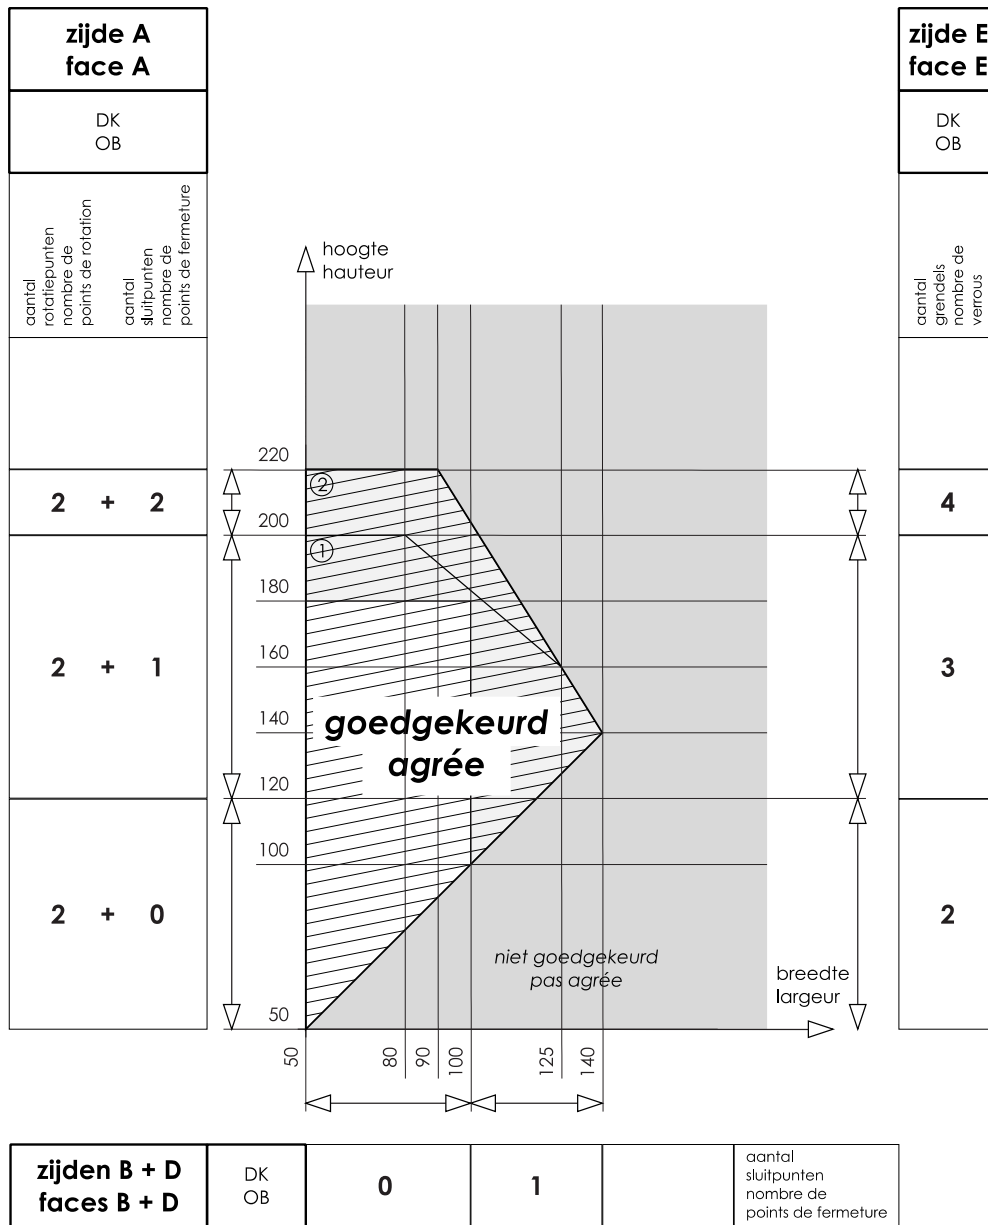 zijde A
face A
zijde E
face E
DK
OB
DK
OB
aantal
rotatiepunten
nombre de
points de rotation
aantal
sluitpunten
nombre de
points de fermeture
aantal
grendels
nombre de
verrous
hoogte
hauteur
220
2 + 2
②
4
200
①
180
2 + 1
160
3
140
goedgekeurd
agrée
120
100
2 + 0
2
niet goedgekeurd
pas agrée
breedte
largeur
50
50
80
90
100
125
140
zijden B + D
faces B + D
DK
OB
0
1
aantal
sluitpunten
nombre de
points de fermeture